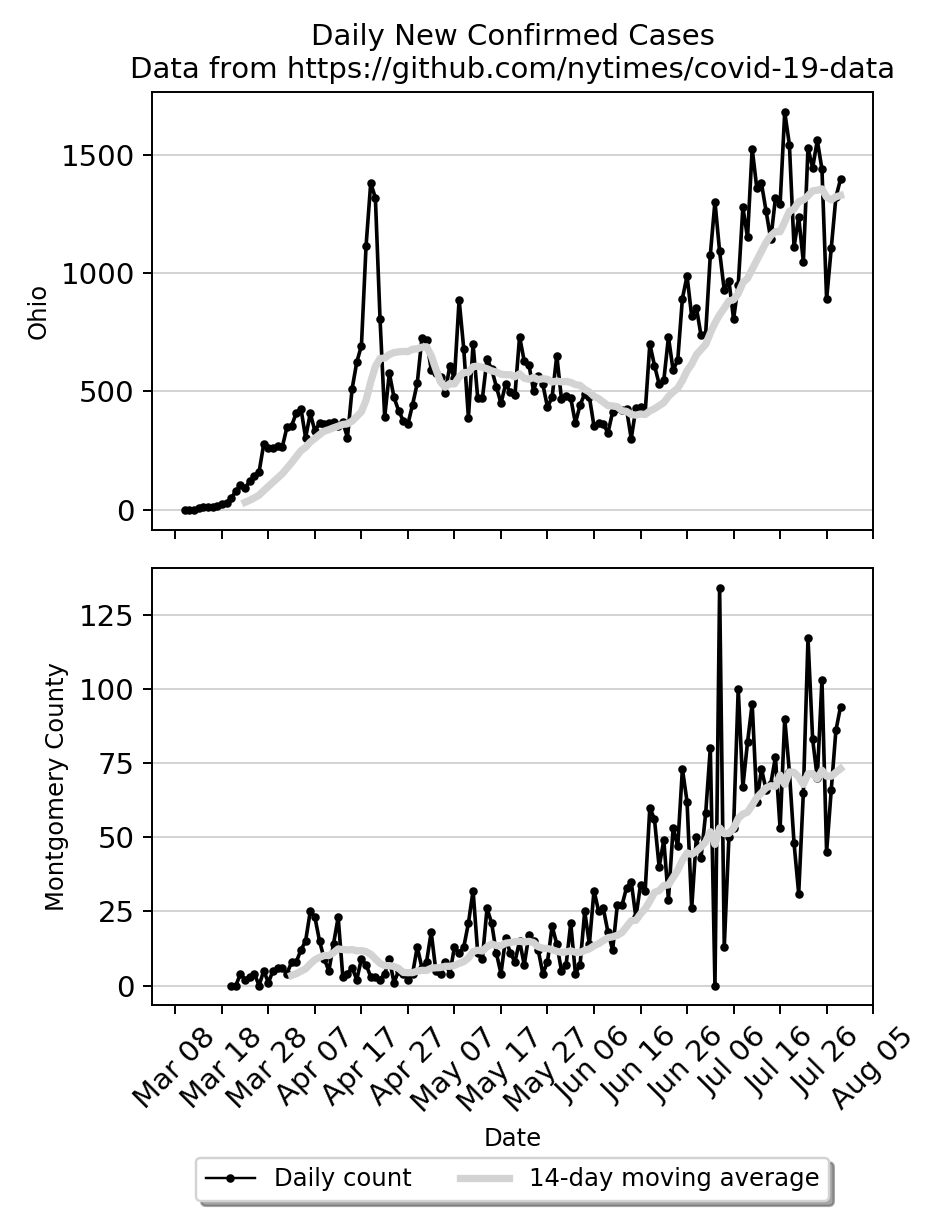 Daily New Confirmed Cases
Data from https://github.com/nytimes/covid-19-data
1500
1000
500
0
Ohio
125
100
75
50
25
0
Montgomery County
Mar 08
Mar 18
Mar 28
Apr 07
Apr 17
Apr 27
May 07
May 17
May 27
Jun 06
Jun 16
Jun 26
Jul 06
Jul 16
Jul 26
Aug 05
Date
Daily count
14-day moving average